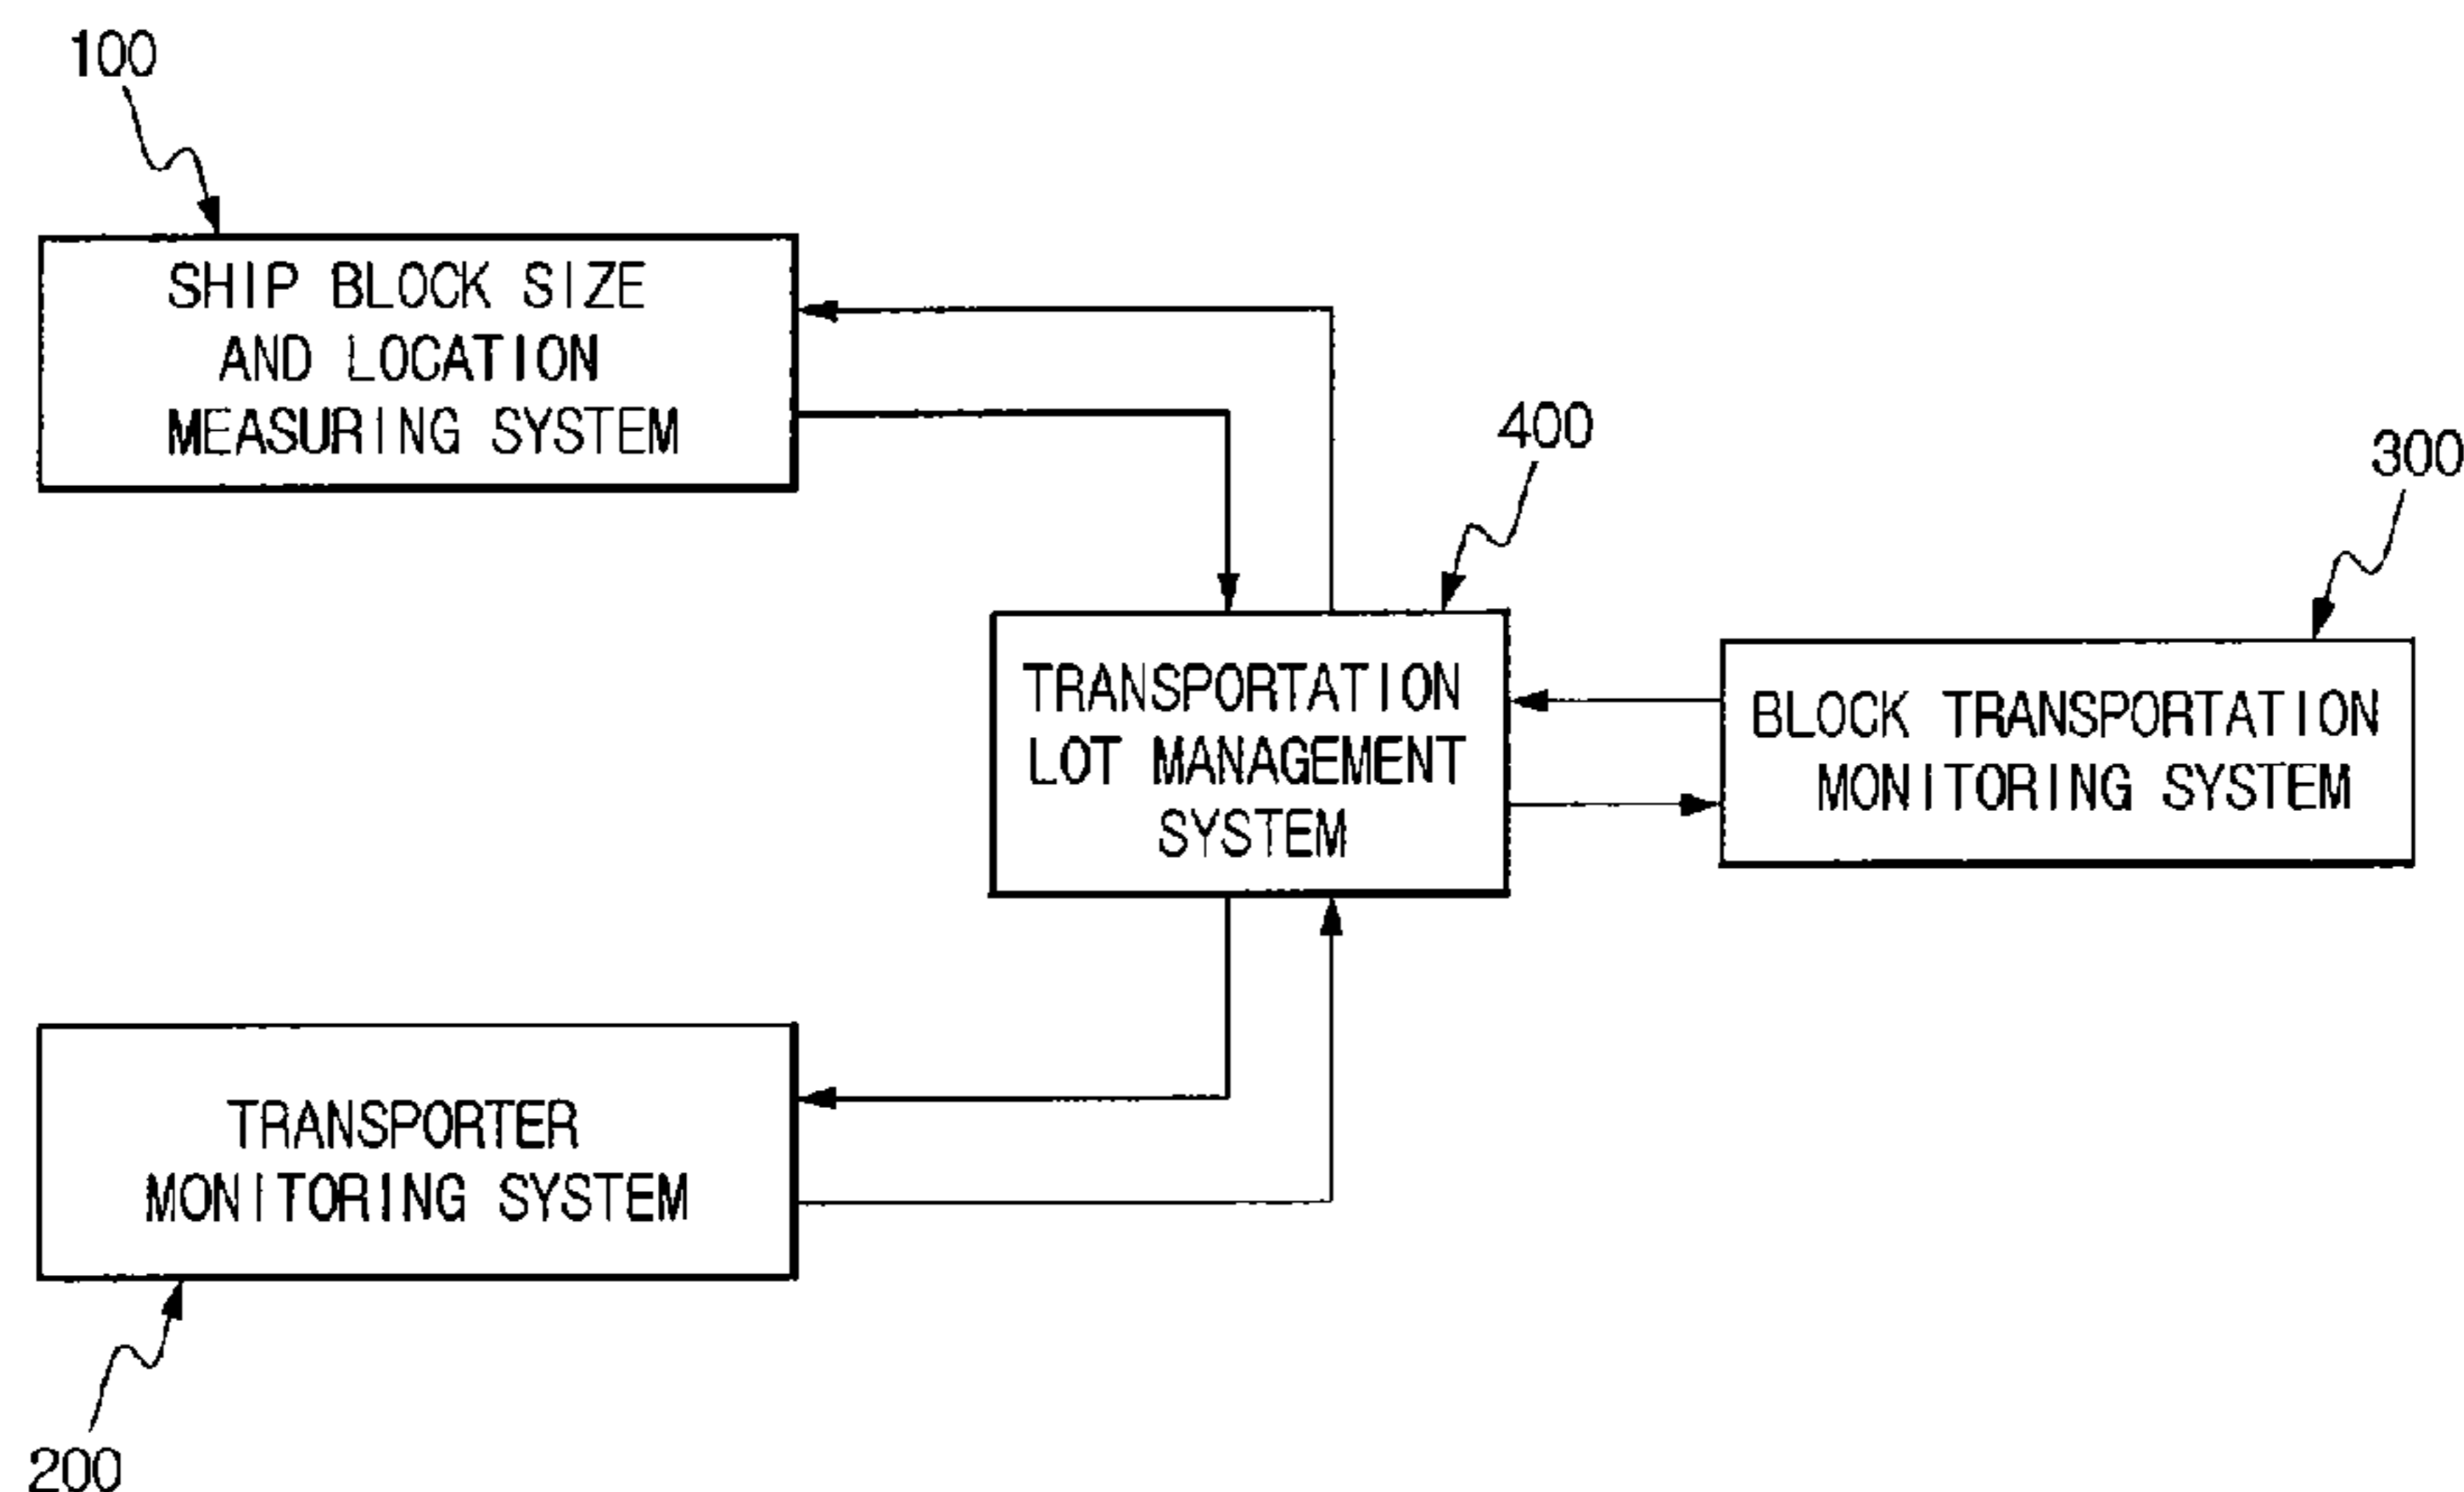 100
SHIP BLOCK SIZE
AND LOCATION
MEASURING SYSTEM
400
300
TRANSPORTATION
LOT MANAGEMENT
SYSTEM
BLOCK TRANSPORTATION
MONITORING SYSTEM
TRANSPORTER
MONITORING SYSTEM
200